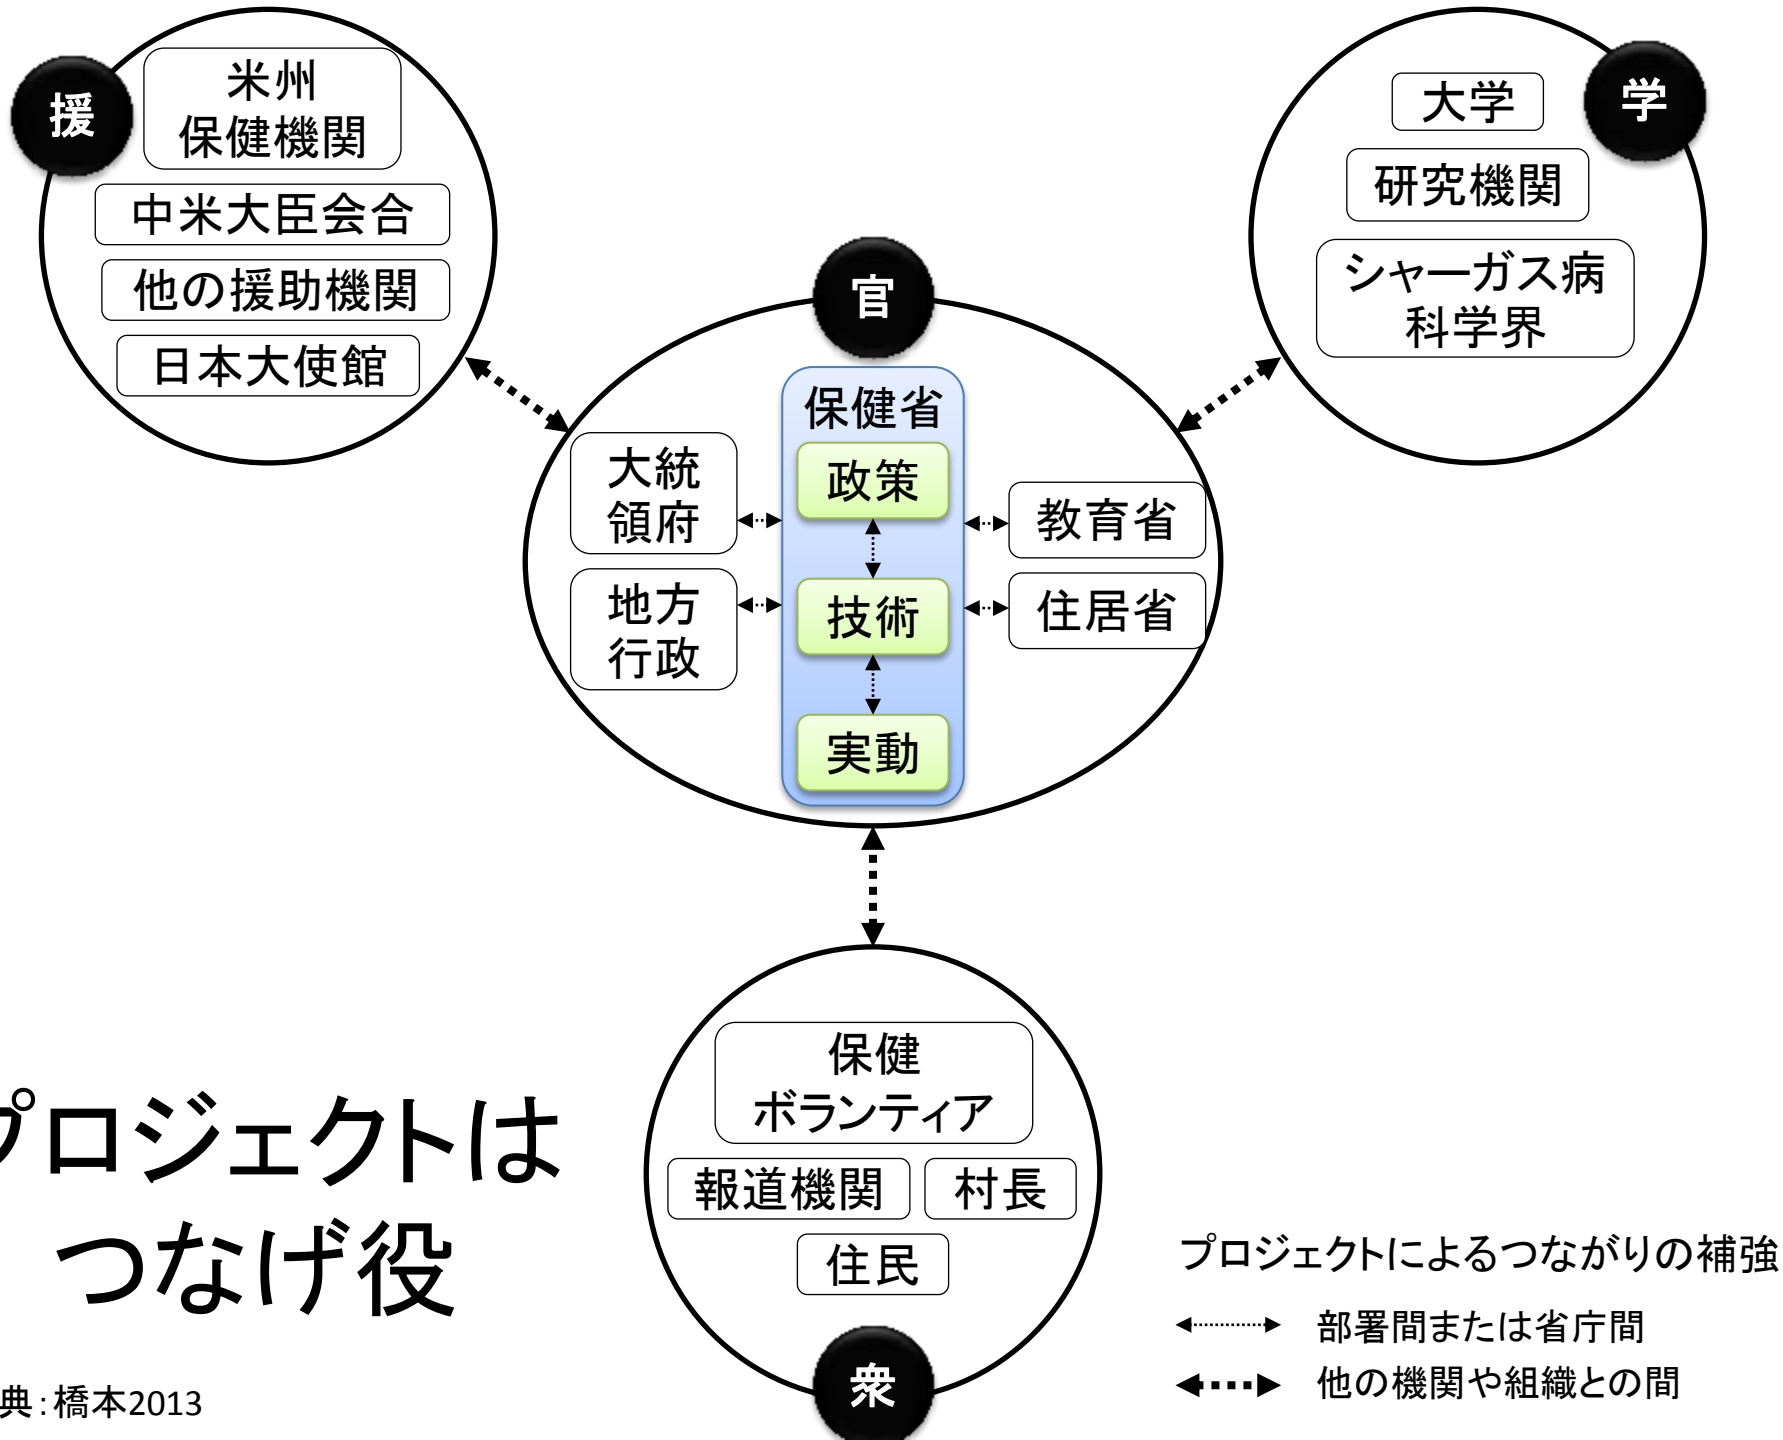 援
米州
保健機関
中米大臣会合
他の援助機関
日本大使館
学
大学
研究機関
シャーガス病
科学界
官
保健省
政策
技術
実動
大統
領府
地方
行政
教育省
住居省
保健
ボランティア
報道機関
村長
住民
衆
プロジェクトは
つなげ役
典：橋本2013
プロジェクトによるつながりの補強
部署間または省庁間
他の機関や組織との間